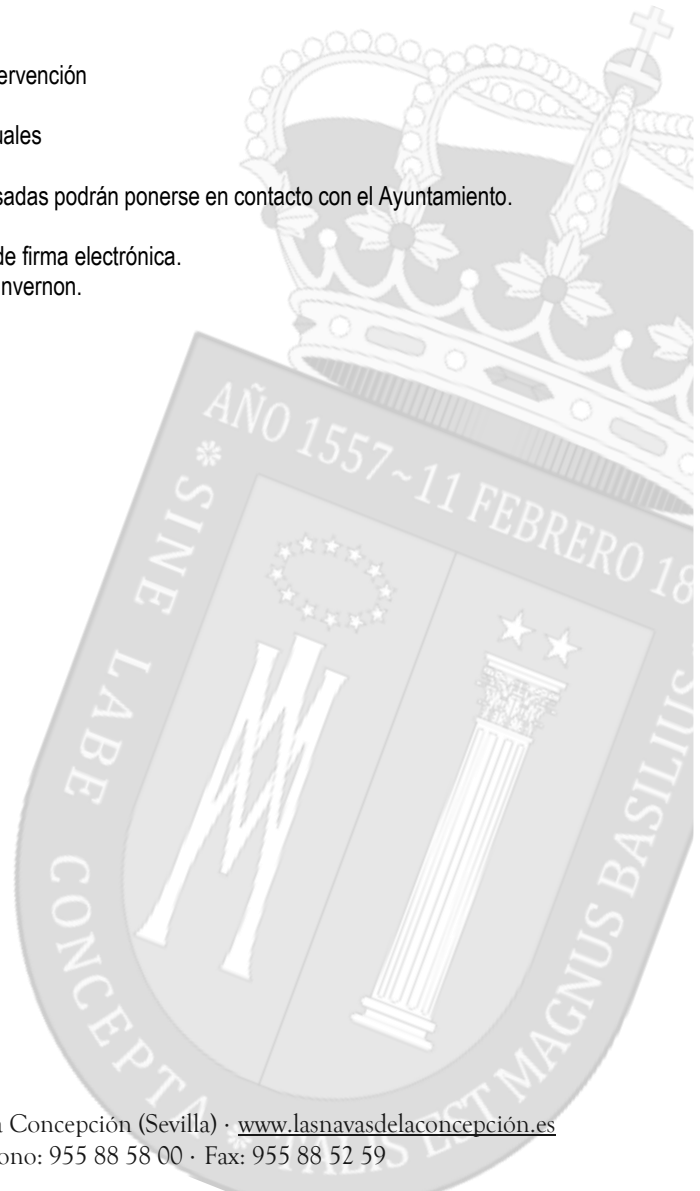 ervención
uales
sadas podrán ponerse en contacto con el Ayuntamiento.
de firma electrónica.
nvernon.
AÑO 1557 ~ 11 FEBRERO 18
* SINE LABE CONCEPTA *
TALIS EST MAGNUS BASILIUS
a Concepción (Sevilla) · www.lasnavasdelaconcepción.es
ono: 955 88 58 00 · Fax: 955 88 52 59